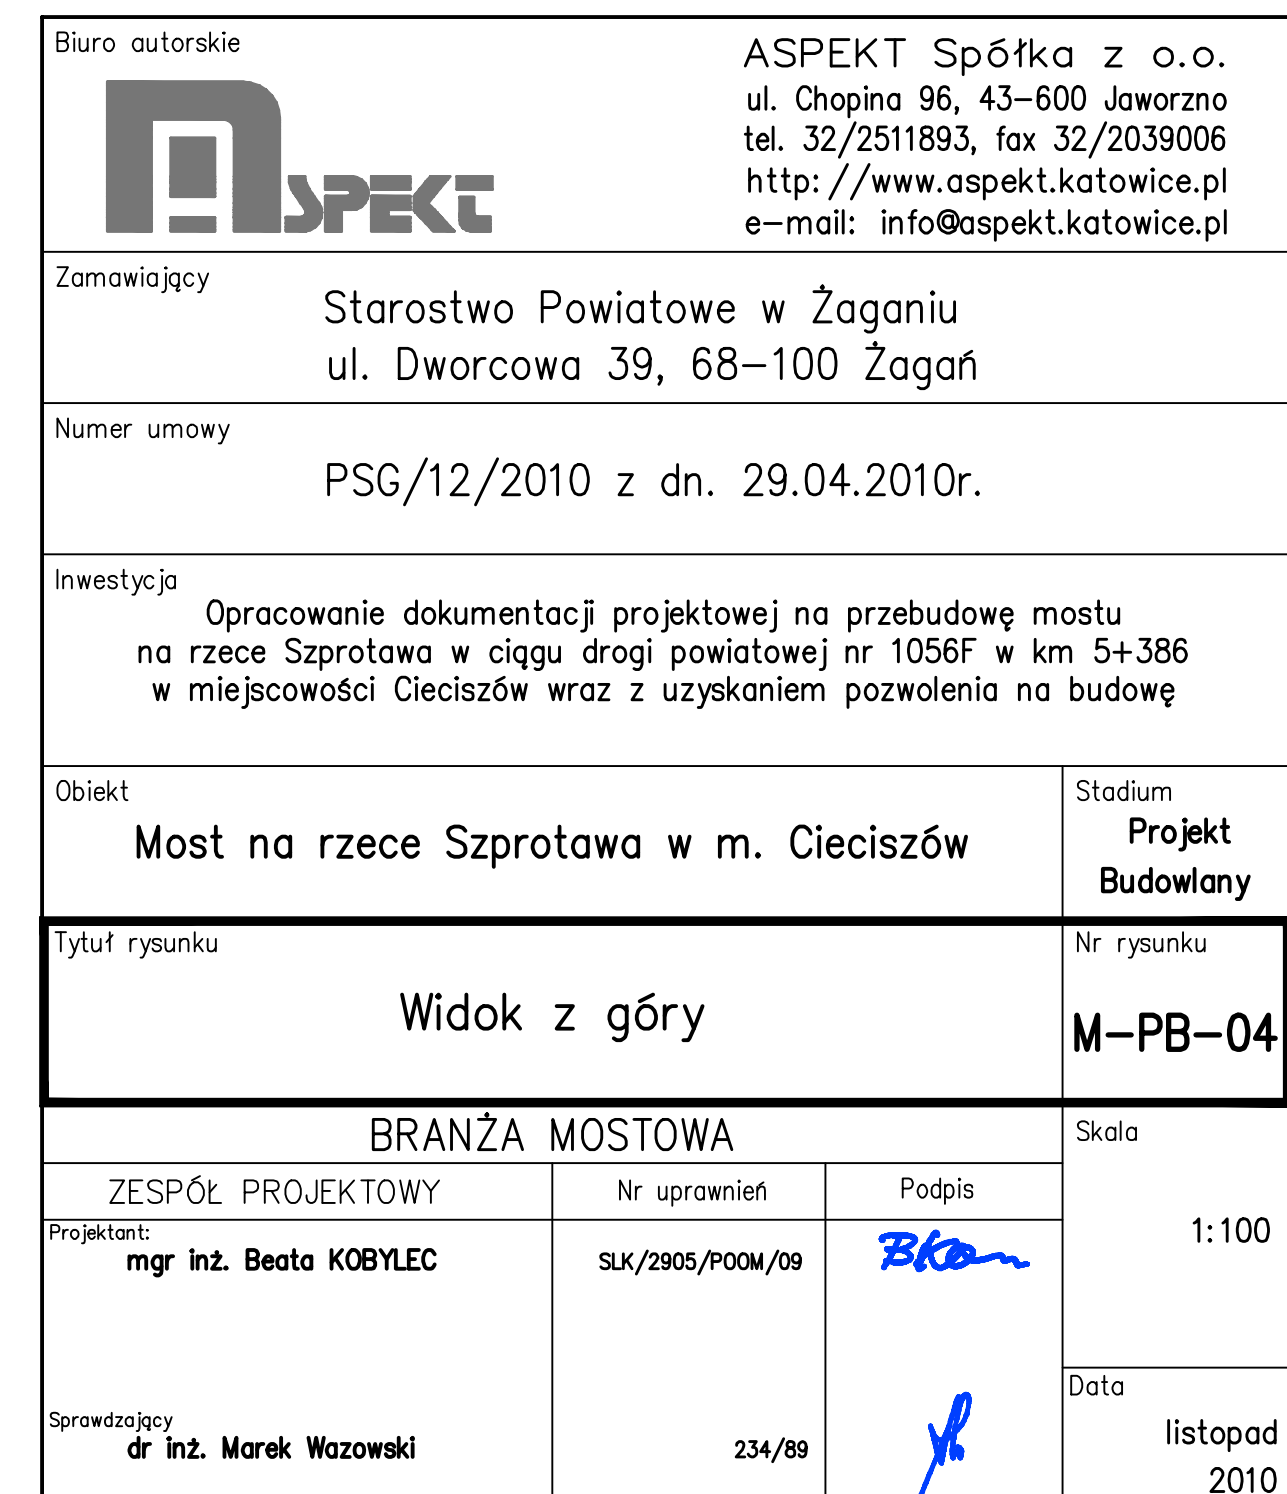 Biuro autorskie
ASPEKT
ASPEKT Spółka z o.o.
ul. Chopina 96, 43-600 Jaworzno
tel. 32/2511893, fax 32/2039006
http://www.aspekt.katowice.pl
e-mail: info@aspekt.katowice.pl
Zamawiający
Starostwo Powiatowe w Żaganiu
ul. Dworcowa 39, 68-100 Żagań
Numer umowy
PSG/12/2010 z dn. 29.04.2010r.
Inwestycja
Opracowanie dokumentacji projektowej na przebudowę mostu
na rzece Szprotawa w ciągu drogi powiatowej nr 1056F w km 5+386
w miejscowości Cieciszów wraz z uzyskaniem pozwolenia na budowę
Obiekt
Most na rzece Szprotawa w m. Cieciszów
Stadium
Projekt
Budowlany
Tytuł rysunku
Widok z góry
Nr rysunku
M-PB-04
BRANŻA MOSTOWA
Skala
1:100
ZESPÓŁ PROJEKTOWY
Nr uprawnień
Podpis
Projektant:
mgr inż. Beata KOBYLEC
SLK/2905/POOM/09
Sprawdzający
dr inż. Marek Wazowski
234/89
Data
listopad
2010